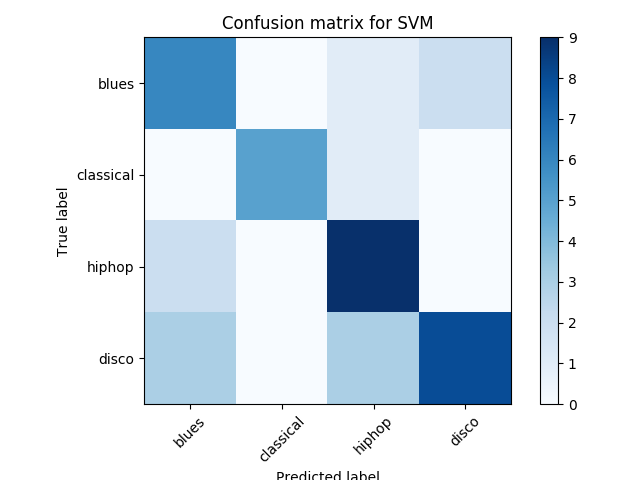 Confusion matrix for SVM
True label
blues
classical
hiphop
disco
blues
classical
hiphop
disco
Predicted label
9
8
7
6
5
4
3
2
1
0